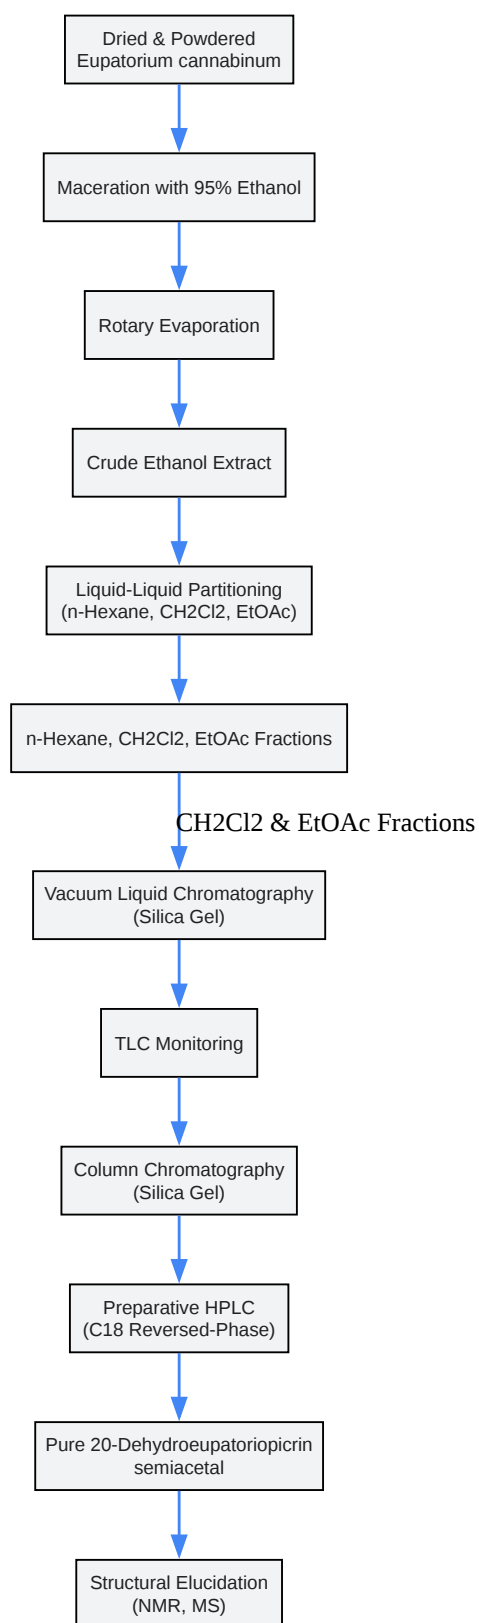 Dried & Powdered
Eupatorium cannabinum
Maceration with 95% Ethanol
Rotary Evaporation
Crude Ethanol Extract
Liquid-Liquid Partitioning
(n-Hexane, CH2Cl2, EtOAc)
n-Hexane, CH2Cl2, EtOAc Fractions
CH2Cl2 & EtOAc Fractions
Vacuum Liquid Chromatography
(Silica Gel)
TLC Monitoring
Column Chromatography
(Silica Gel)
Preparative HPLC
(C18 Reversed-Phase)
Pure 20-Dehydroeupatoriopicrin
semiacetal
Structural Elucidation
(NMR, MS)